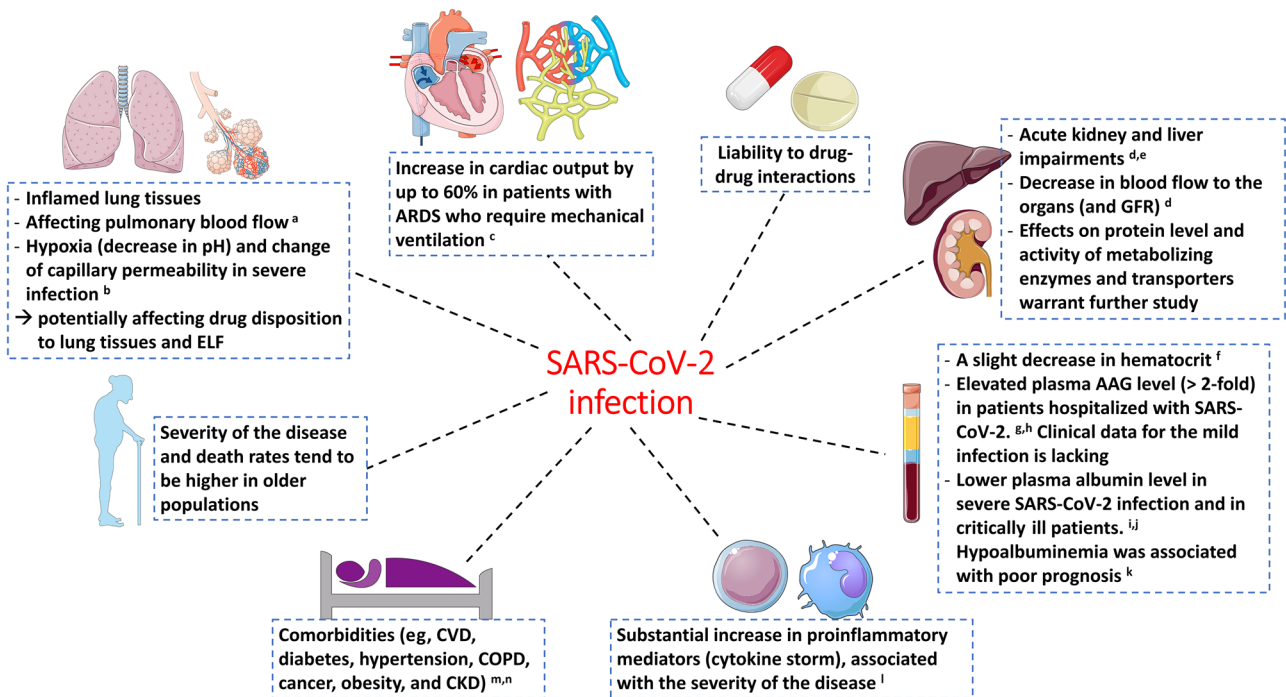 - Inflamed lung tissues
- Affecting pulmonary blood flow a
- Hypoxia (decrease in pH) and change
of capillary permeability in severe
infection b
→ potentially affecting drug disposition
to lung tissues and ELF
Increase in cardiac output by
up to 60% in patients with
ARDS who require mechanical
ventilation c
Liability to drug-
drug interactions
- Acute kidney and liver
impairments d,e
- Decrease in blood flow to the
organs (and GFR) d
- Effects on protein level and
activity of metabolizing
enzymes and transporters
warrant further study
SARS-CoV-2
infection
Severity of the disease
and death rates tend to
be higher in older
populations
- A slight decrease in hematocrit f
- Elevated plasma AAG level (> 2-fold)
in patients hospitalized with SARS-
CoV-2. g,h Clinical data for the mild
infection is lacking
- Lower plasma albumin level in
severe SARS-CoV-2 infection and in
critically ill patients. i,j
Hypoalbuminemia was associated
with poor prognosis k
Comorbidities (eg, CVD,
diabetes, hypertension, COPD,
cancer, obesity, and CKD) m,n
Substantial increase in proinflammatory
mediators (cytokine storm), associated
with the severity of the disease l